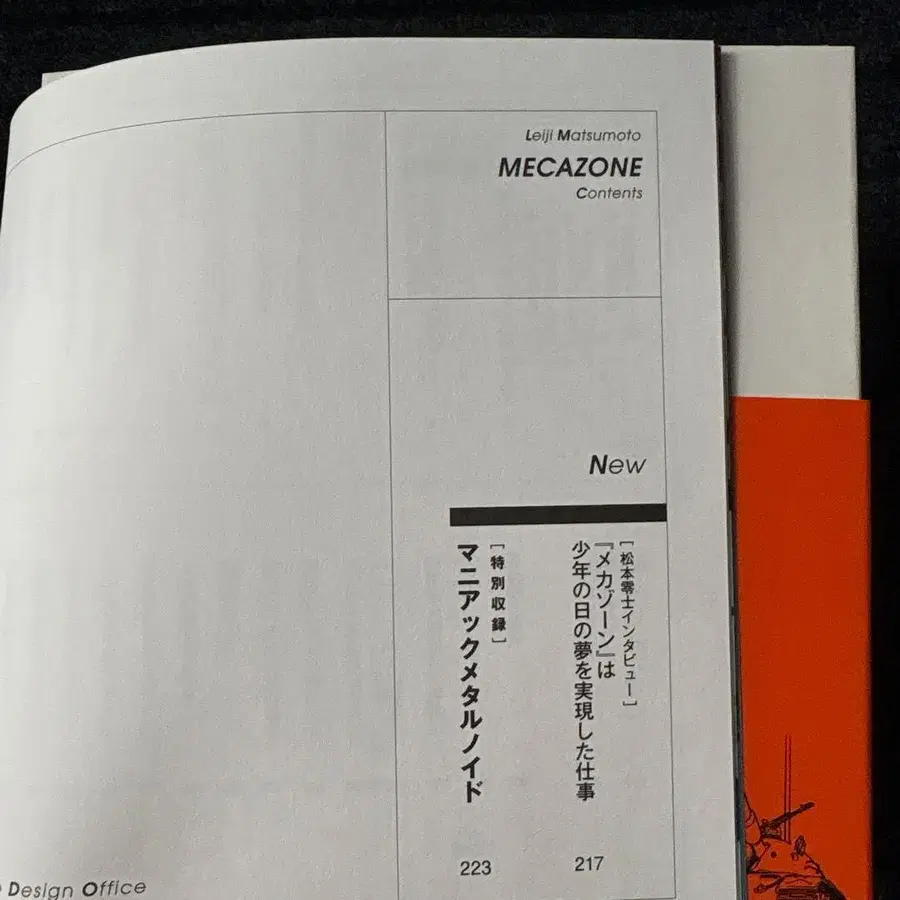 Leiji Matsumoto
MECAZONE
Contents
New
[松本零士インタビュー]
『メカゾーン』は
少年の日の夢を実現した仕事
217
[特別収録]
マニアックメタルノイド
223
Design Office